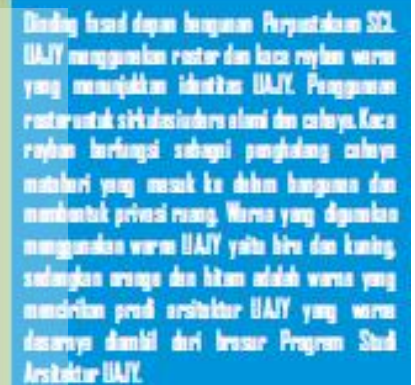 Dinding fasad depan bangunan Perpustakaan SCL
UAJY menggunakan roster dan kaca rayban warna
yang menunjukkan identitas UAJY. Penggunaan
roster untuk sirkulasi udara alami dan cahaya. Kaca
rayban berfungsi sebagai penghalang cahaya
matahari yang masuk ke dalam bangunan dan
membentuk privasi ruang. Warna yang digunakan
menggunakan warna UAJY yaitu biru dan kuning,
sedangkan orange dan hitam adalah warna yang
mencirikan prodi arsitektur UAJY yang warna
dasarnya diambil dari brosur Program Studi
Arsitektur UAJY.